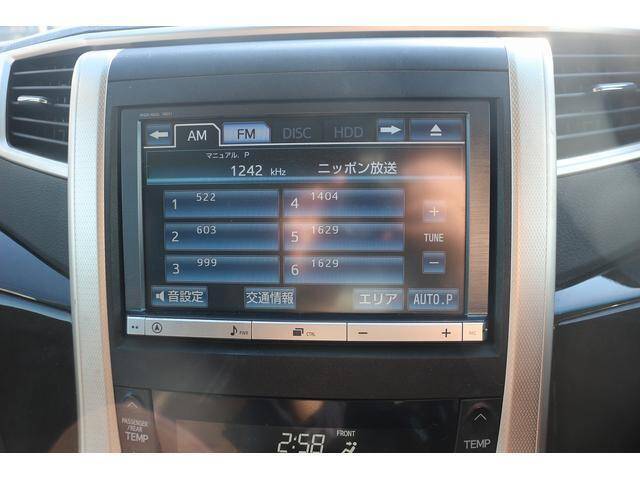 AM FM DISC HDD
マニュアル. P
1242 kHz ニッポン放送
1 522 4 1404
2 603 5 1629
3 999 6 1629
+
TUNE
−
音設定 交通情報 エリア AUTO.P
PWR CTRL − +
PASSENGER
/REAR
TEMP
2:58
FRONT
TEMP